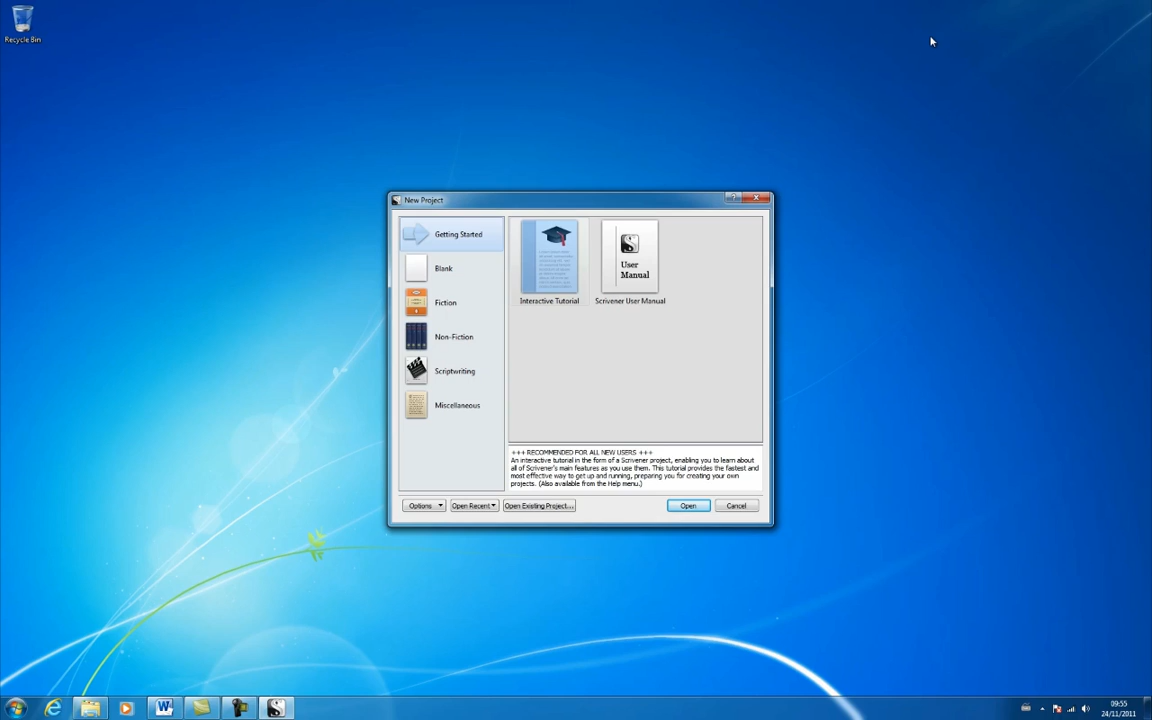 Recycle Bin
New Project
Getting Started
Blank
Fiction
Non-Fiction
Scriptwriting
Miscellaneous
User
Manual
Interactive Tutorial
Scrivener User Manual
+++ RECOMMENDED FOR ALL NEW USERS +++
An interactive tutorial in the form of a Scrivener project, enabling you to learn about
all of Scrivener's main features as you use them. This tutorial provides the fastest and
most effective way to get up and running, preparing you for creating your own
projects. (Also available from the Help menu.)
Options
Open Recent
Open Existing Project...
Open
Cancel
09:55
24/11/2011